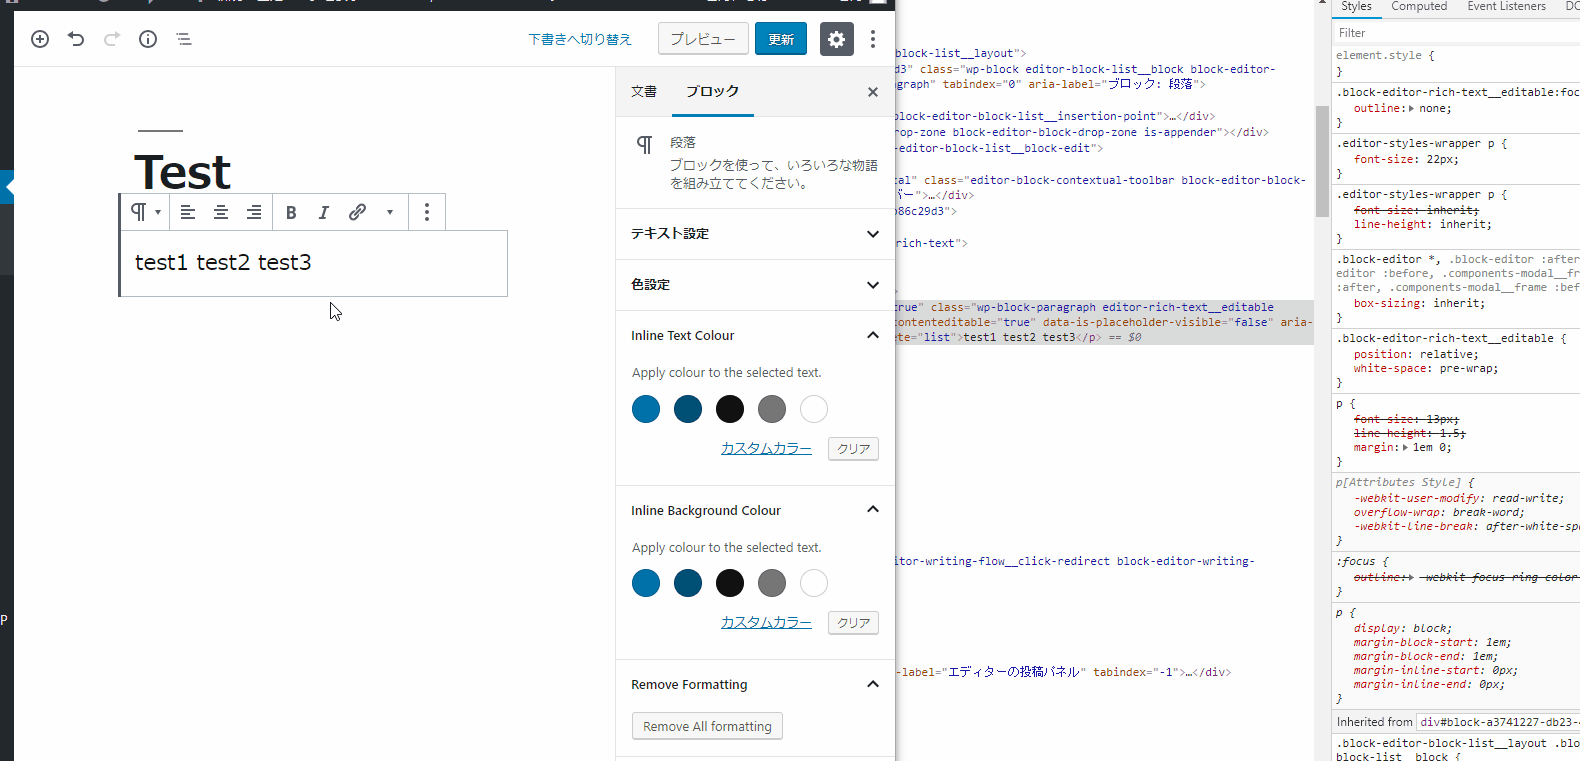 下書きへ切り替え
プレビュー
更新
文書
ブロック
段落
ブロックを使って、いろいろな物語
を組み立ててください。
Test
test1 test2 test3
テキスト設定
色設定
Inline Text Colour
Apply colour to the selected text.
カスタムカラー
クリア
Inline Background Colour
Apply colour to the selected text.
カスタムカラー
クリア
Remove Formatting
Remove All formatting
P
block-list__layout">
d3" class="wp-block editor-block-list__block block-editor-
agraph" tabindex="0" aria-label="ブロック: 段落">
block-editor-block-list__insertion-point">…</div>
rop-zone block-editor-block-drop-zone is-appender"></div>
-editor-block-list__block-edit">
cal" class="editor-block-contextual-toolbar block-editor-block-
バー">…</div>
b86c29d3">
rich-text">
>
true" class="wp-block-paragraph editor-rich-text__editable
contenteditable="true" data-is-placeholder-visible="false" aria-
ete="list">test1 test2 test3</p> == $0
itor-writing-flow__click-redirect block-editor-writing-
-label="エディターの投稿パネル" tabindex="-1">…</div>
Styles
Computed
Event Listeners
DO
Filter
element.style {
}
.block-editor-rich-text__editable:foc
outline: none;
}
.editor-styles-wrapper p {
font-size: 22px;
}
.editor-styles-wrapper p {
font-size: inherit;
line-height: inherit;
}
.block-editor *, .block-editor :after
editor :before, .components-modal__fr
:after, .components-modal__frame :bef
box-sizing: inherit;
}
.block-editor-rich-text__editable {
position: relative;
white-space: pre-wrap;
}
p {
font-size: 13px;
line-height: 1.5;
margin: 1em 0;
}
p[Attributes Style] {
-webkit-user-modify: read-write;
overflow-wrap: break-word;
-webkit-line-break: after-white-spa
}
:focus {
outline: -webkit-focus-ring-color
}
p {
display: block;
margin-block-start: 1em;
margin-block-end: 1em;
margin-inline-start: 0px;
margin-inline-end: 0px;
}
Inherited from div#block-a3741227-db23-4
.block-editor-block-list__layout .blo
block-list__block {